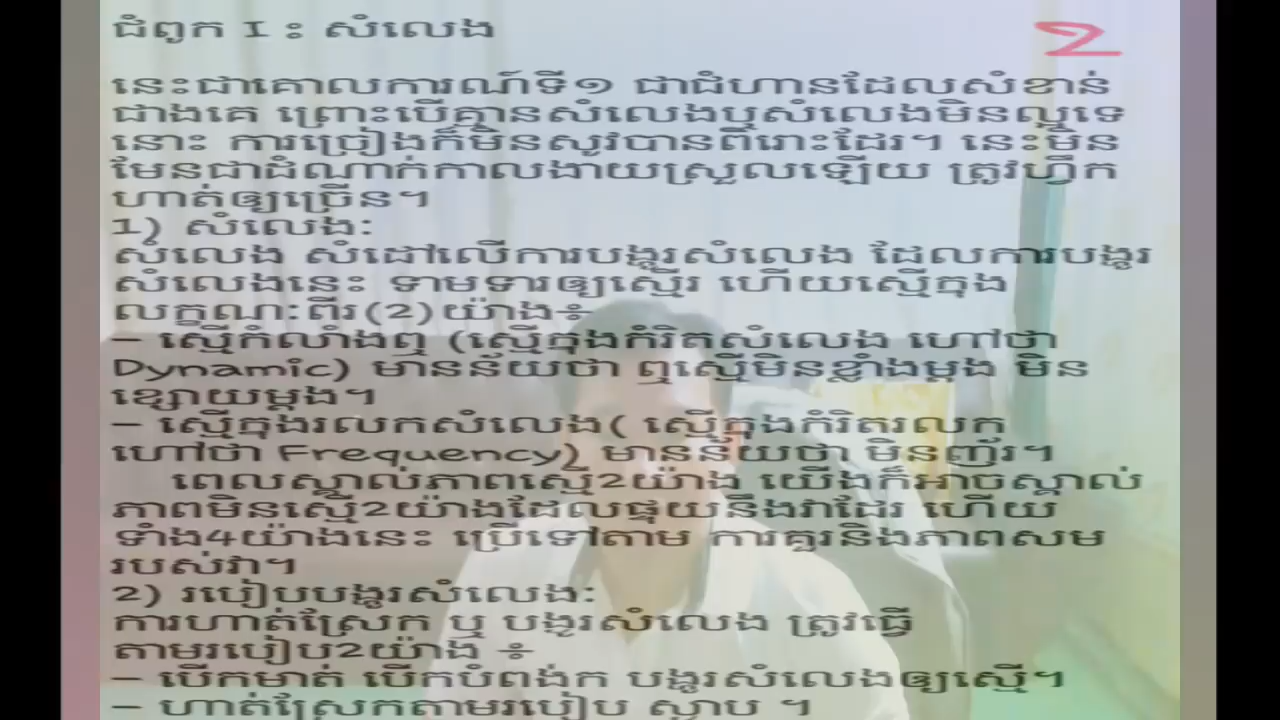 ជំពូក I : សំលេង
2
នេះជាគោលការណ៍ទី១ ជាជំហានដែលសំខាន់
ជាងគេ ព្រោះបើគ្មានសំលេងឬសំលេងមិនល្អទេ
នោះ ការច្រៀងក៏មិនសូវបានពីរោះដែរ។ នេះមិន
មែនជាដំណាក់កាលងាយស្រួលឡើយ ត្រូវហ្វឹក
ហាត់ឲ្យច្រើន។
1) សំលេង:
សំលេង សំដៅលើការបង្ហូរសំលេង ដែលការបង្ហូរ
សំលេងនេះ ទាមទារឲ្យស្មើរ ហើយស្មើក្នុង
លក្ខណៈពីរ(2)យ៉ាង÷
- ស្មើកំលាំងឮ (ស្មើក្នុងកំរិតសំលេង ហៅថា
Dynamic) មានន័យថា ឮស្មើមិនខ្លាំងម្តង មិន
ខ្សោយម្តង។
- ស្មើក្នុងរលកសំលេង( ស្មើក្នុងកំរិតរលក
ហៅថា Frequency) មានន័យថា មិនញ័រ។
ពេលស្គាល់ភាពស្មើ2យ៉ាង យើងក៏អាចស្គាល់
ភាពមិនស្មើ2យ៉ាងដែលផ្ទុយនឹងវាដែរ ហើយ
ទាំង4យ៉ាងនេះ ប្រើទៅតាម ការគួរនិងភាពសម
របស់វា។
2) របៀបបង្ហូរសំលេង:
ការហាត់ស្រែក ឬ បង្ហូរសំលេង ត្រូវធ្វើ
តាមរបៀប2យ៉ាង ÷
- បើកមាត់ បើកបំពង់ក បង្ហូរសំលេងឲ្យស្មើ។
- ហាត់ស្រែកតាមរបៀប ស្ងាប ។